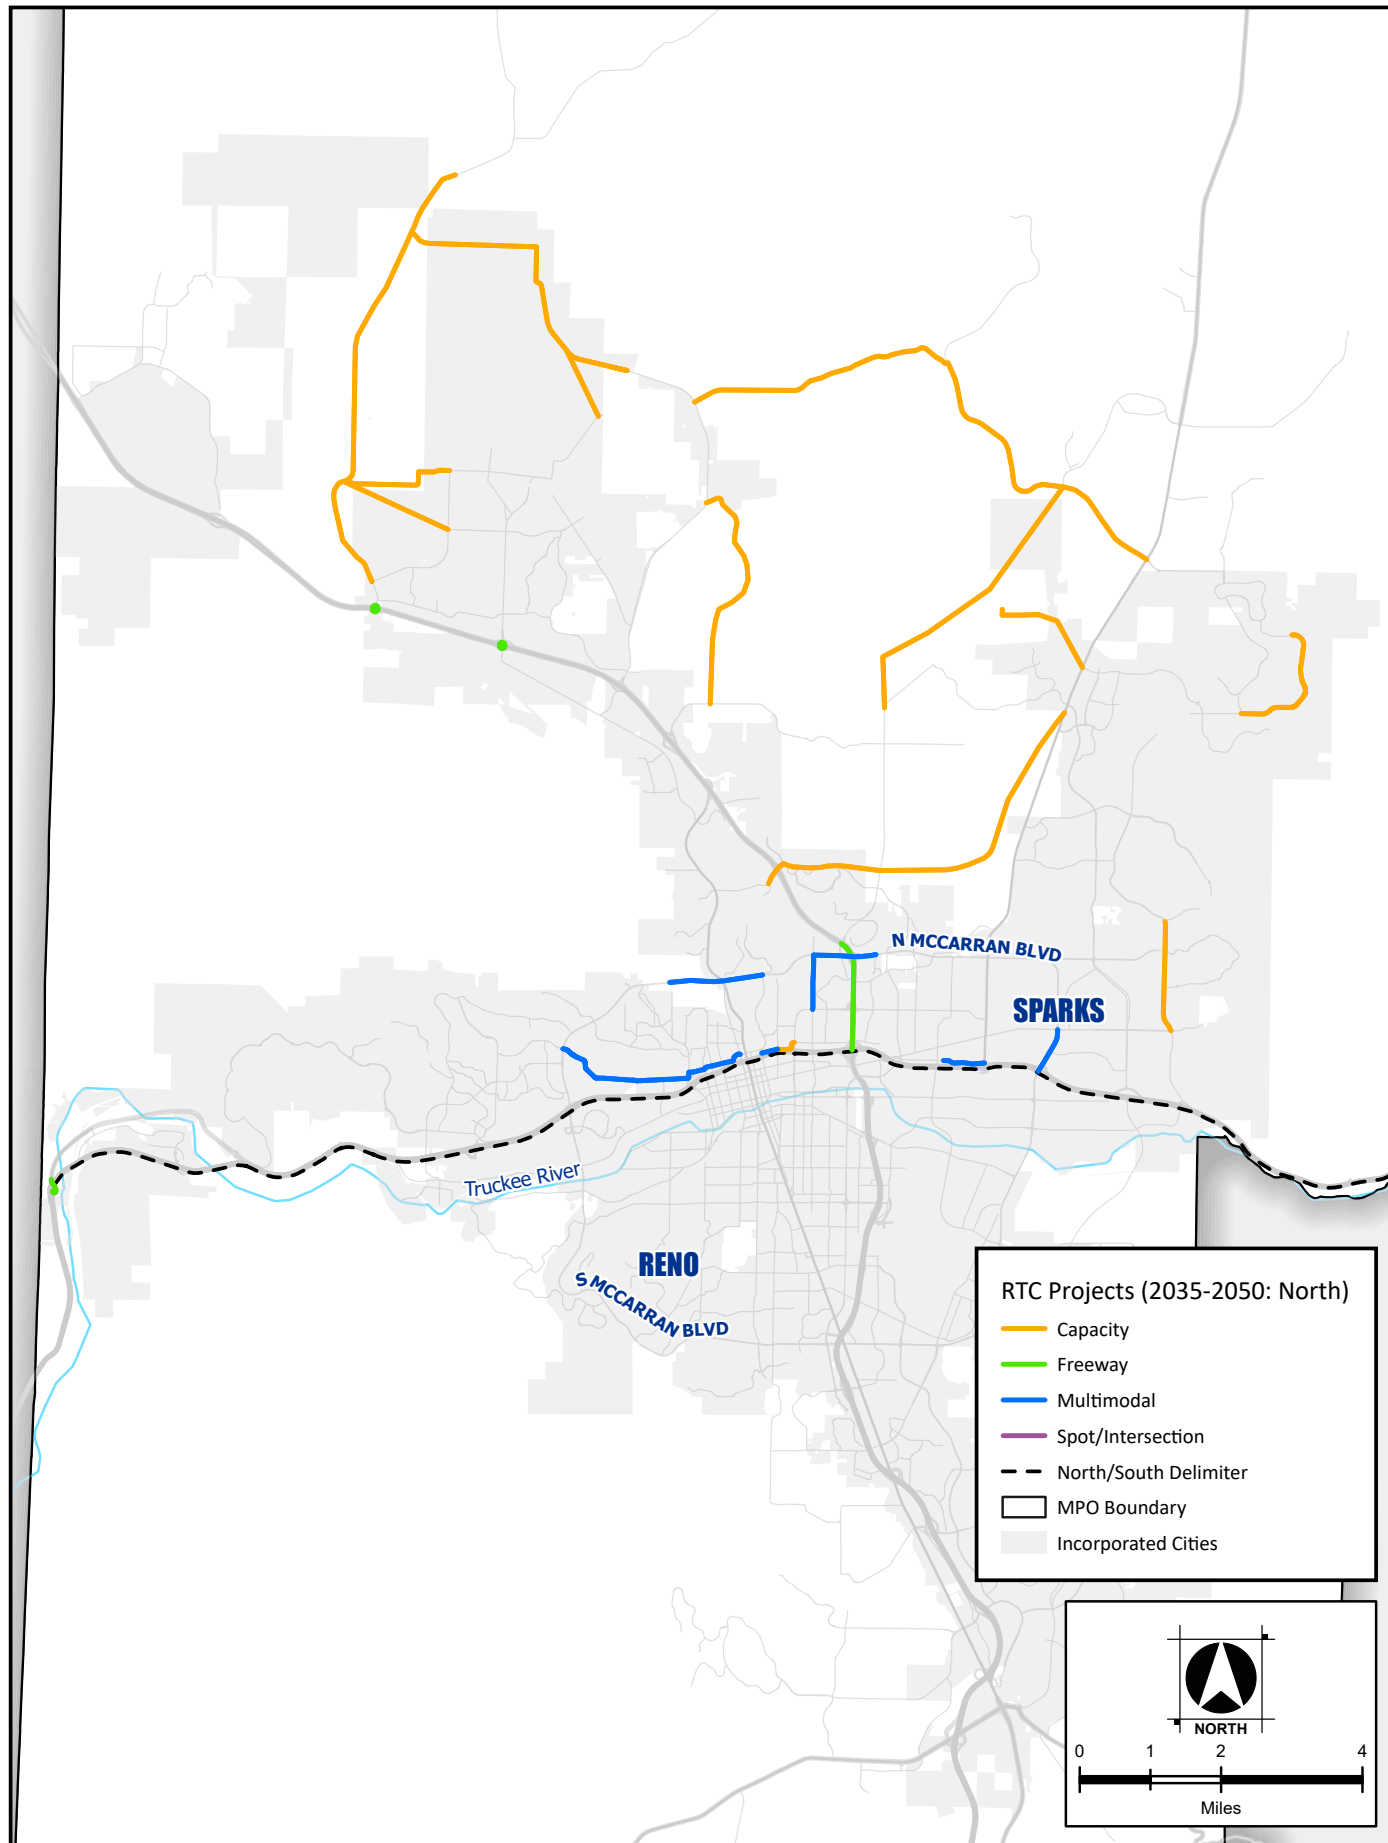 N MCCARRAN BLVD
SPARKS
Truckee River
RENO
S MCCARRAN BLVD
RTC Projects (2035-2050: North)
Capacity
Freeway
Multimodal
Spot/Intersection
North/South Delimiter
MPO Boundary
Incorporated Cities
NORTH
0 1 2 4
Miles